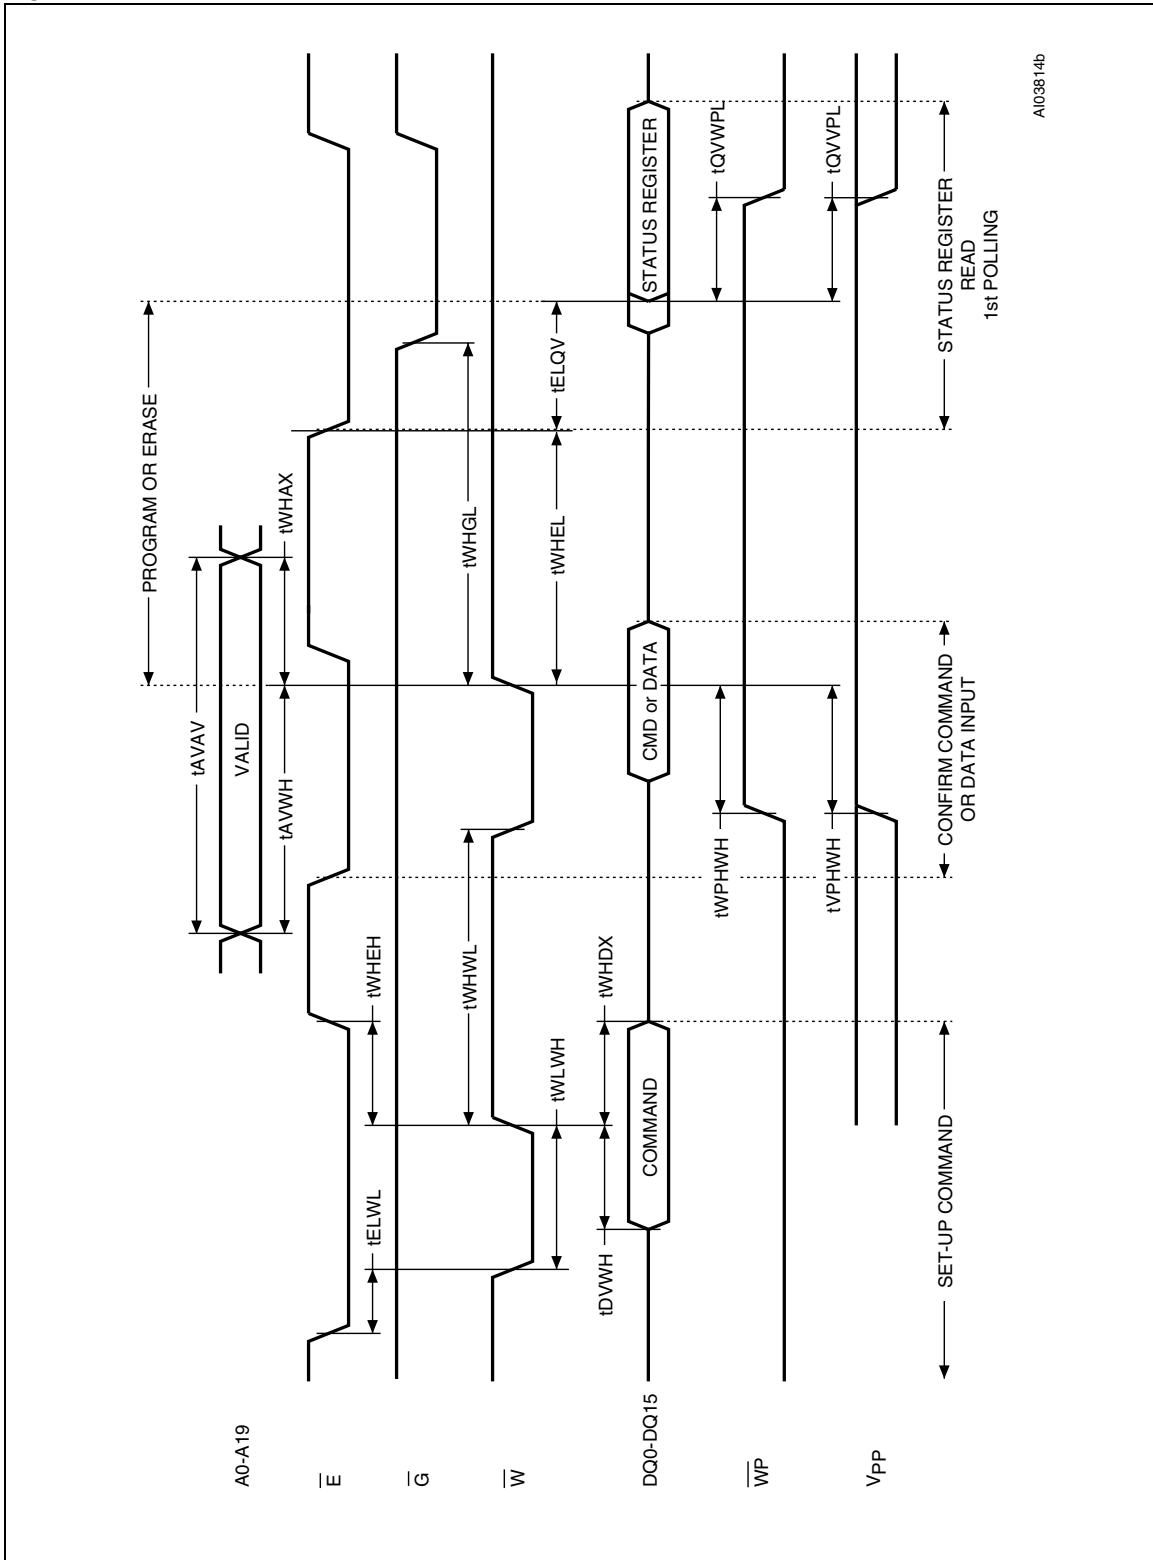 PROGRAM OR ERASE
tAVAV
A0-A19
VALID
tAVWH
tWHAX
E
tELWL
tWHEH
G
tWHWL
tWHGL
W
tWLWH
tWHEL
tELQV
tDVWH
tWHDX
DQ0-DQ15
COMMAND
CMD or DATA
STATUS REGISTER
tWPHWH
tQVWPL
WP
tVPHWH
tQVVPL
VPP
SET-UP COMMAND
CONFIRM COMMAND
OR DATA INPUT
STATUS REGISTER
READ
1st POLLING
AI03814b